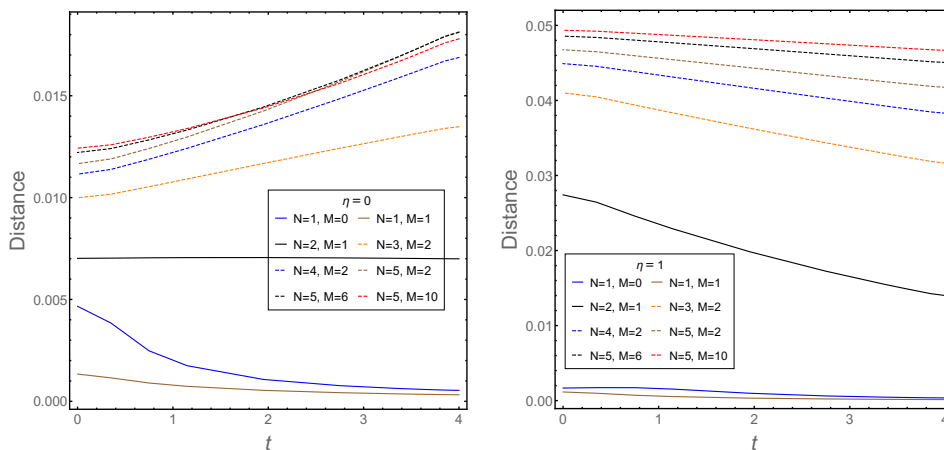 Distance
0.015
0.010
0.005
0.000
η = 0
N=1, M=0 N=1, M=1
N=2, M=1 N=3, M=2
N=4, M=2 N=5, M=2
N=5, M=6 N=5, M=10
0 1 2 3 4
t
Distance
0.05
0.04
0.03
0.02
0.01
0.00
η = 1
N=1, M=0 N=1, M=1
N=2, M=1 N=3, M=2
N=4, M=2 N=5, M=2
N=5, M=6 N=5, M=10
0 1 2 3 4
t